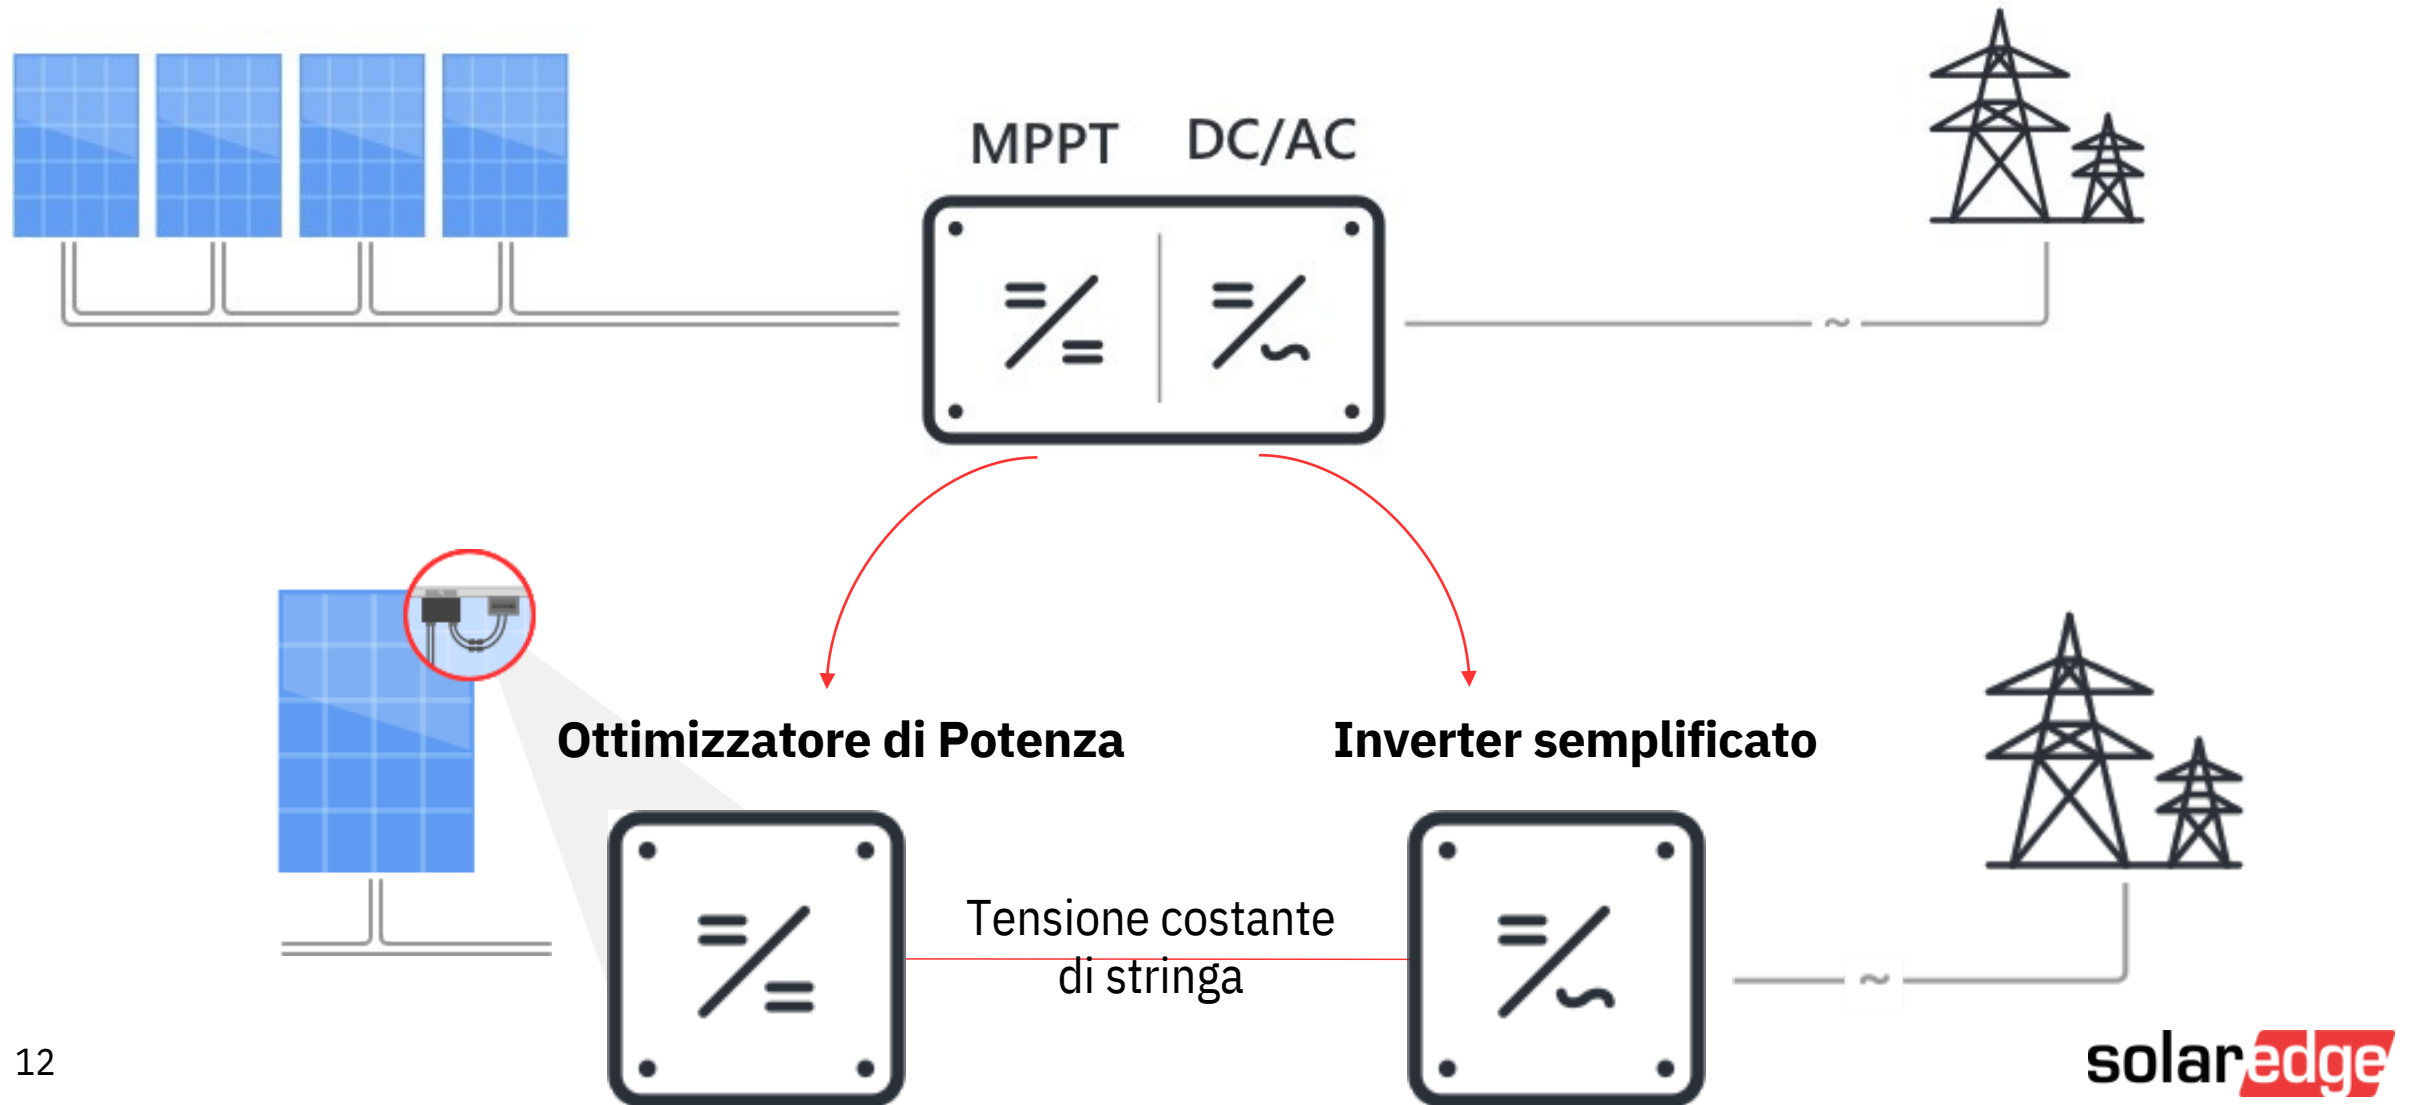 MPPT DC/AC
~
Ottimizzatore di Potenza
Inverter semplificato
Tensione costante
di stringa
~
12
solaredge